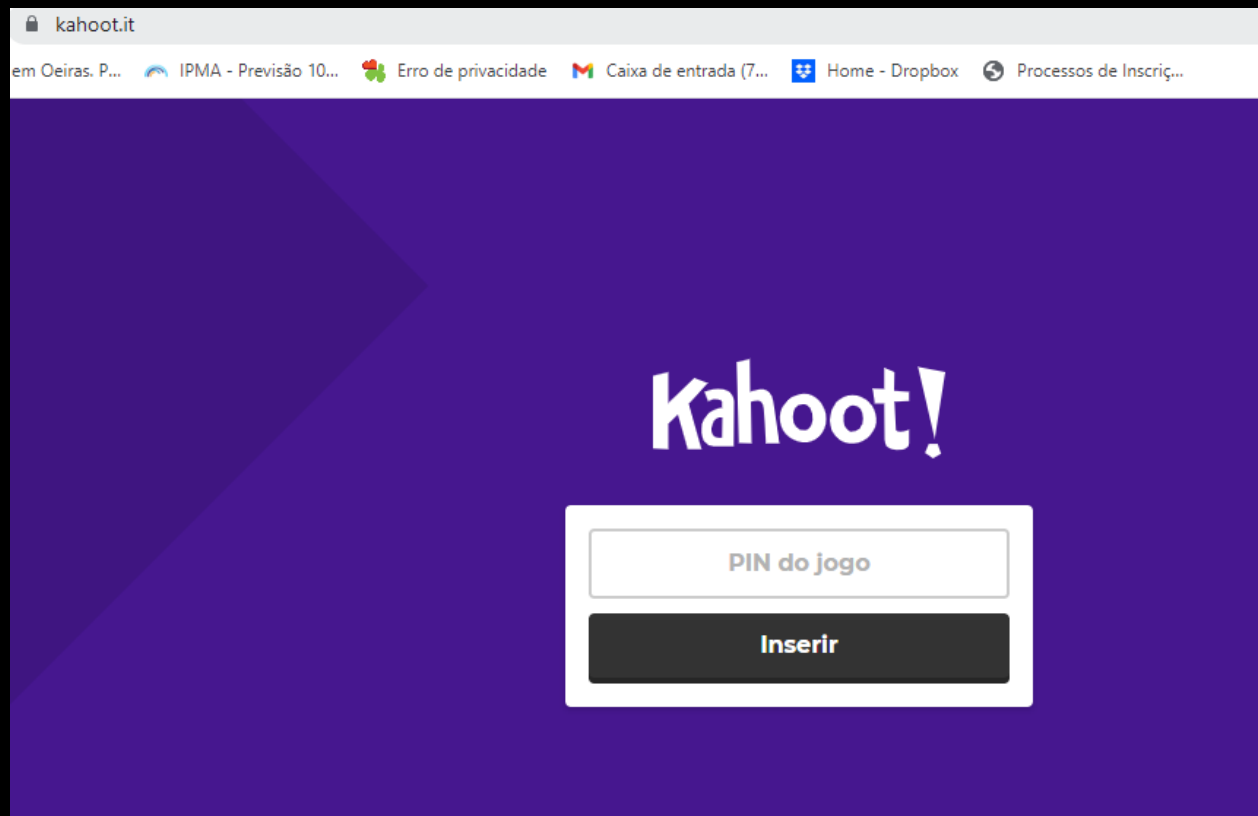 kahoot.it
em Oeiras. P... IPMA - Previsão 10... Erro de privacidade Caixa de entrada (7... Home - Dropbox Processos de Inscriç...
Kahoot!
PIN do jogo
Inserir